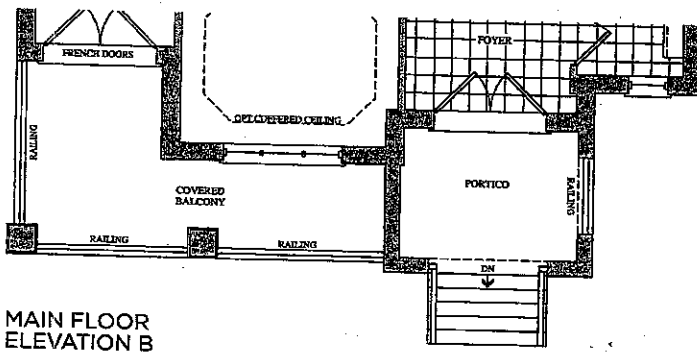 FRENCH DOORS
FOYER
OPT COFFERED CEILING
RAILING
COVERED
BALCONY
PORTICO
RAILING
RAILING
RAILING
DN
MAIN FLOOR
ELEVATION B